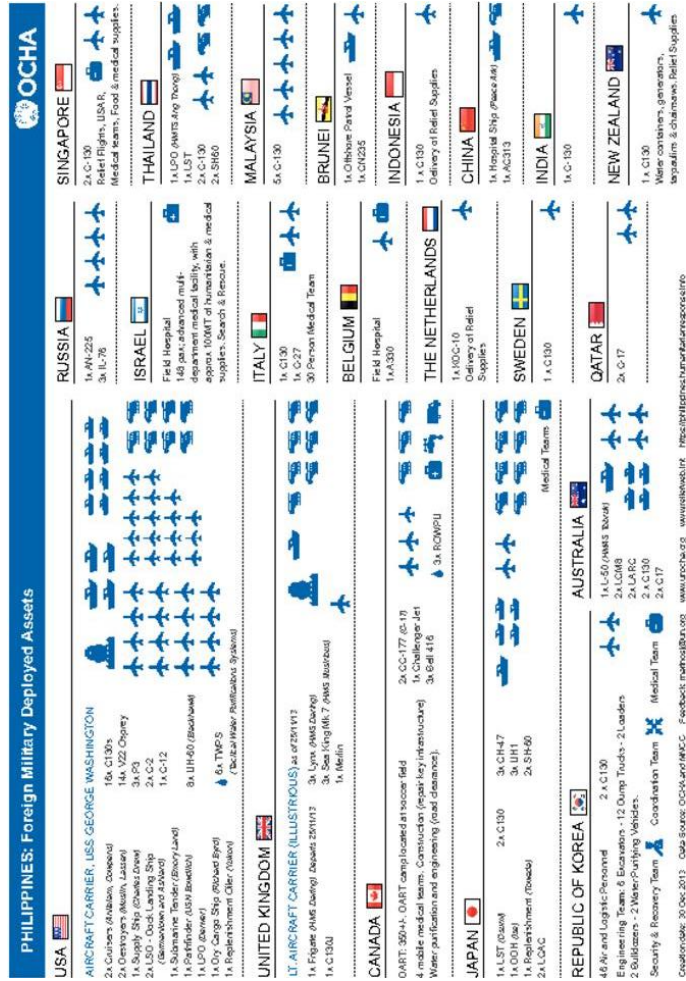 PHILIPPINES: Foreign Military Deployed Assets
OCHA
USA
AIRCRAFT CARRIER, USS GEORGE WASHINGTON
2x Cruisers (Antietam, Cowpens)
2x Destroyers (Mustin, Lassen)
1x Supply Ship (Charles Drew)
2x LSD - Dock Landing Ship
(Germantown and Ashland)
1x Submarine Tender (Emory Land)
1x Pathfinder (USN Bowditch)
1x LPD (Denver)
1x Dry Cargo Ship (Richard Byrd)
1x Replenishment Oiler (Yukon)
16x C130s
14x V22 Osprey
3x P3
2x C-2
1x C-12
8x UH-60 (Blackhawk)
6x TWPS
(Tactical Water Purifications Systems)
UNITED KINGDOM
LT. AIRCRAFT CARRIER (ILLUSTRIOUS) as of 25/11/13
1x Frigate (HMS Daring) Departs 25/11/13
1x C130J
3x Lynx (HMS Daring)
3x Sea King Mk 7 (HMS Illustrious)
1x Merlin
CANADA
DART: 350+/- DART camp located at soccer field
4 mobile medical teams. Construction (repair key infrastructure)
Water purification and engineering (road clearance).
2x CC-177 (C-17)
1x Challenger Jet
3x Bell 416
3x ROWPU
JAPAN
1x LST (Osumi)
1x DDH (Ise)
1x Replenishment (Towada)
2x LCAC
2x C130
3x CH-47
3x UH1
2x SH-60
Medical Teams
REPUBLIC OF KOREA
46 Air and Logistic Personnel
2 x C130
Engineering Team: 6 Excavators - 12 Dump Trucks - 2 Loaders
2 Bulldozers - 2 Water Purifying Vehicles.
Security & Recovery Team
Coordination Team
Medical Team
AUSTRALIA
1x L-50 (HMAS Tobruk)
2x LCM8
2x LARC
2 x C130
2x C17
RUSSIA
1x AN-225
3x IL-76
ISRAEL
Field Hospital
148 pax; advanced multi-
department medical facility, with
approx 100MT of humanitarian & medical
supplies. Search & Rescue.
ITALY
1x C130
1x C-27
30 Person Medical Team
BELGIUM
Field Hospital
1xA330
THE NETHERLANDS
1x KDC-10
Delivery of Relief
Supplies
SWEDEN
1x C130
QATAR
2x C-17
SINGAPORE
2x C-130
Relief Flights, USAR,
Medical teams, Food & medical supplies.
THAILAND
1x LPD (HMTS Ang Thong)
1x LST
2x C-130
2x SH60
MALAYSIA
5x C-130
BRUNEI
1x Offshore Patrol Vessel
1x CN235
INDONESIA
1x C130
Delivery of Relief Supplies
CHINA
1x Hospital Ship (Peace Ark)
1x AC313
INDIA
1x C-130
NEW ZEALAND
1x C130
Water containers, generators,
tarpaulins & chainsaws. Relief Supplies
Creation date: 30 Dec 2013 Data Source: OCHA and MNCC Feedback: www.unocha.org www.reliefweb.int https://philippines.humanitarianresponse.info